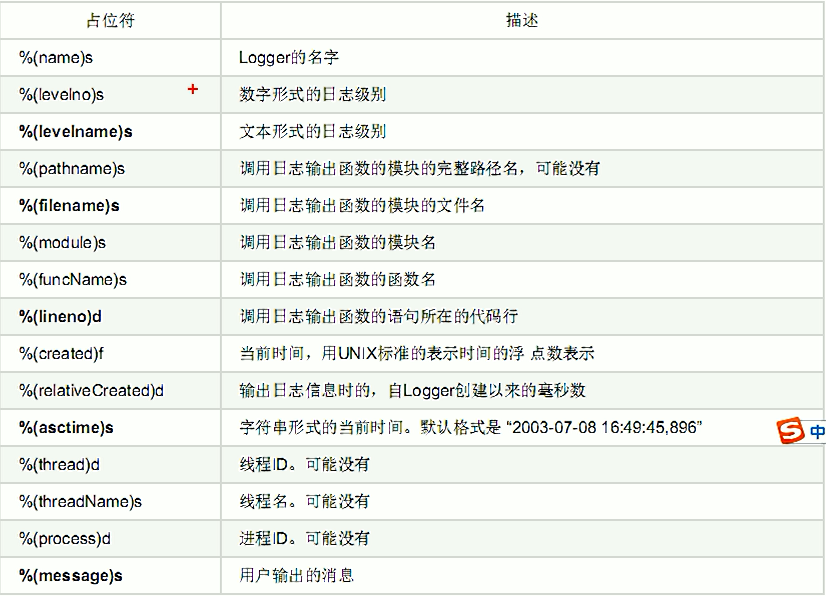 占位符 描述
%(name)s Logger的名字
%(levelno)s 数字形式的日志级别
%(levelname)s 文本形式的日志级别
%(pathname)s 调用日志输出函数的模块的完整路径名，可能没有
%(filename)s 调用日志输出函数的模块的文件名
%(module)s 调用日志输出函数的模块名
%(funcName)s 调用日志输出函数的函数名
%(lineno)d 调用日志输出函数的语句所在的代码行
%(created)f 当前时间，用UNIX标准的表示时间的浮 点数表示
%(relativeCreated)d 输出日志信息时的，自Logger创建以来的毫秒数
%(asctime)s 字符串形式的当前时间。默认格式是 “2003-07-08 16:49:45,896”
S 中
%(thread)d 线程ID。可能没有
%(threadName)s 线程名。可能没有
%(process)d 进程ID。可能没有
%(message)s 用户输出的消息